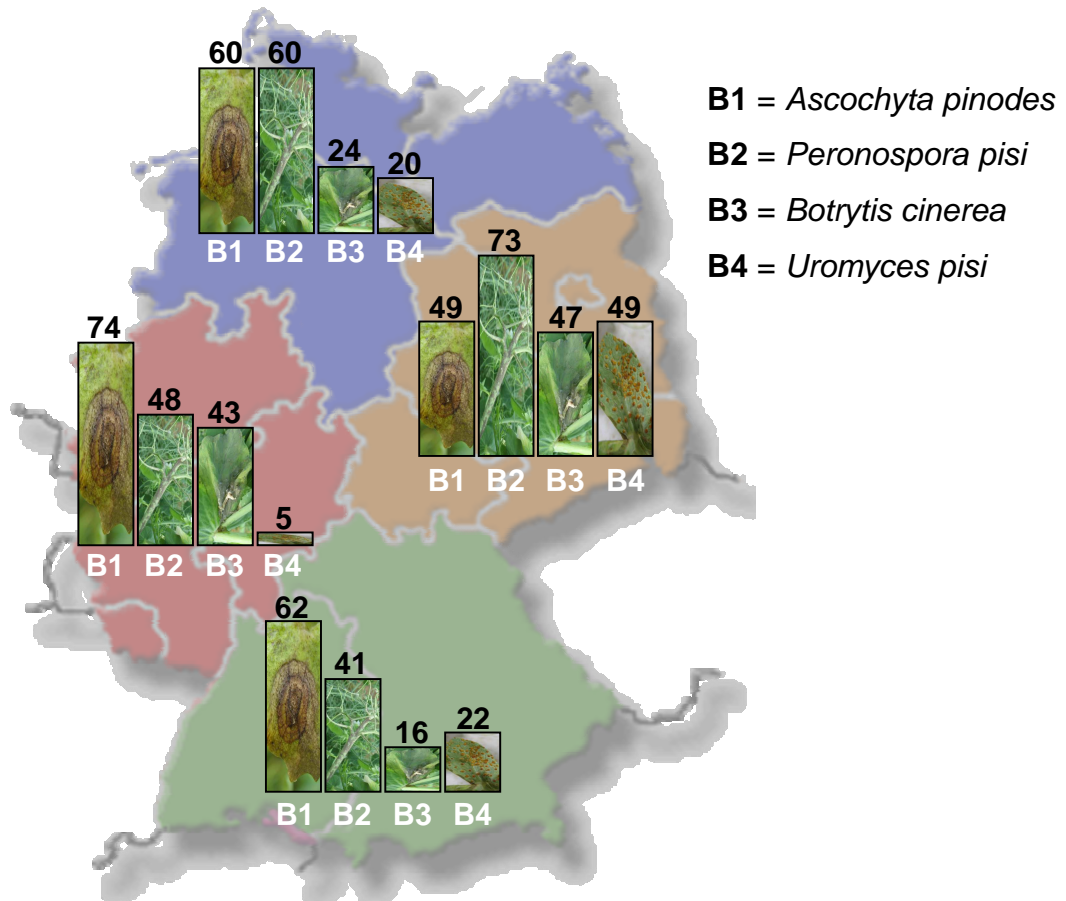 60 60 24 20
B1 B2 B3 B4
B1 = Ascochyta pinodes
B2 = Peronospora pisi
B3 = Botrytis cinerea
B4 = Uromyces pisi
49 73 47 49
B1 B2 B3 B4
74 48 43 5
B1 B2 B3 B4
62 41 16 22
B1 B2 B3 B4